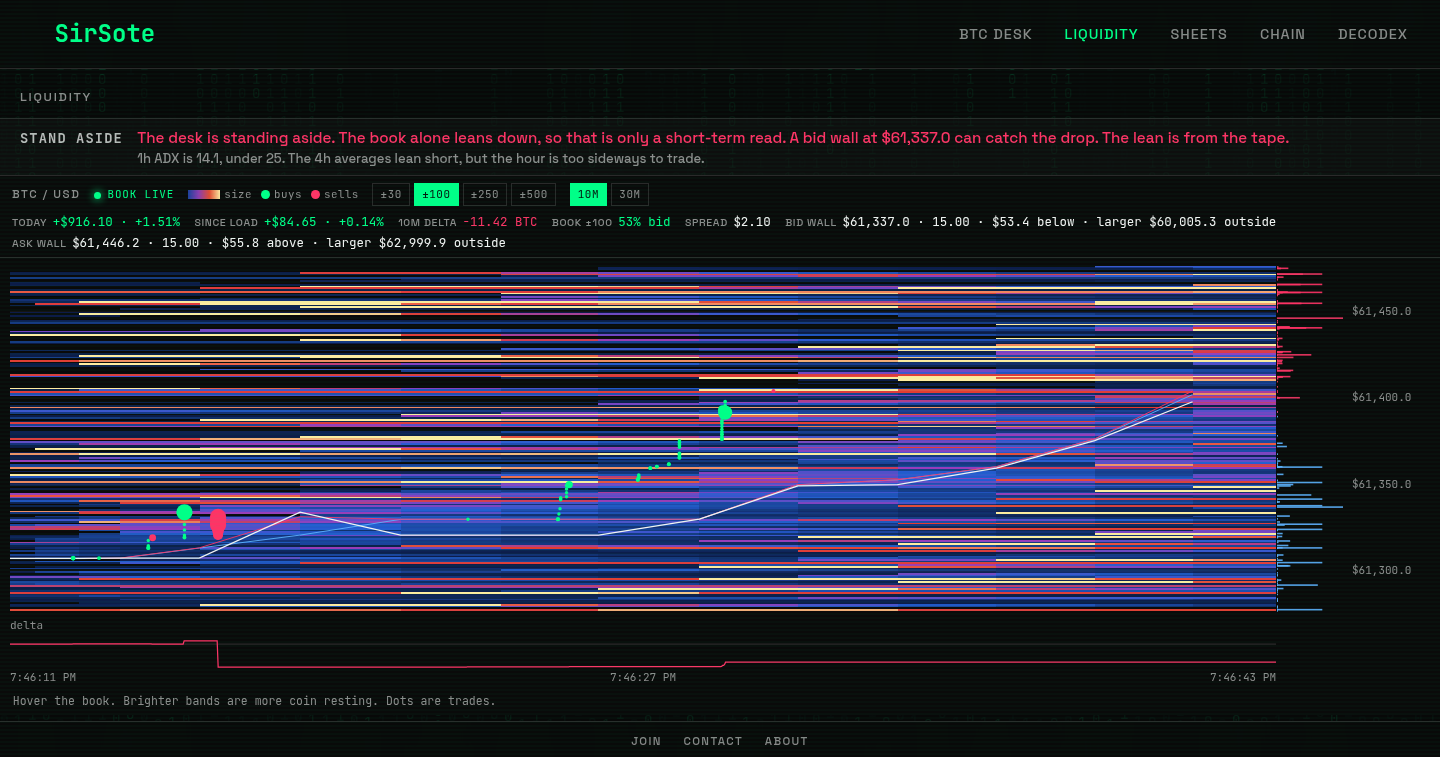 SirSote
BTC DESK LIQUIDITY SHEETS CHAIN DECODEX
LIQUIDITY
STAND ASIDE The desk is standing aside. The book alone leans down, so that is only a short-term read. A bid wall at $61,337.0 can catch the drop. The lean is from the tape.
1h ADX is 14.1, under 25. The 4h averages lean short, but the hour is too sideways to trade.
BTC / USD BOOK LIVE size buys sells ±30 ±100 ±250 ±500 10M 30M
TODAY +$916.10 · +1.51% SINCE LOAD +$84.65 · +0.14% 10M DELTA -11.42 BTC BOOK ±100 53% bid SPREAD $2.10 BID WALL $61,337.0 · 15.00 · $53.4 below · larger $60,005.3 outside
ASK WALL $61,446.2 · 15.00 · $55.8 above · larger $62,999.9 outside
$61,450.0
$61,400.0
$61,350.0
$61,300.0
delta
7:46:11 PM 7:46:27 PM 7:46:43 PM
Hover the book. Brighter bands are more coin resting. Dots are trades.
JOIN CONTACT ABOUT